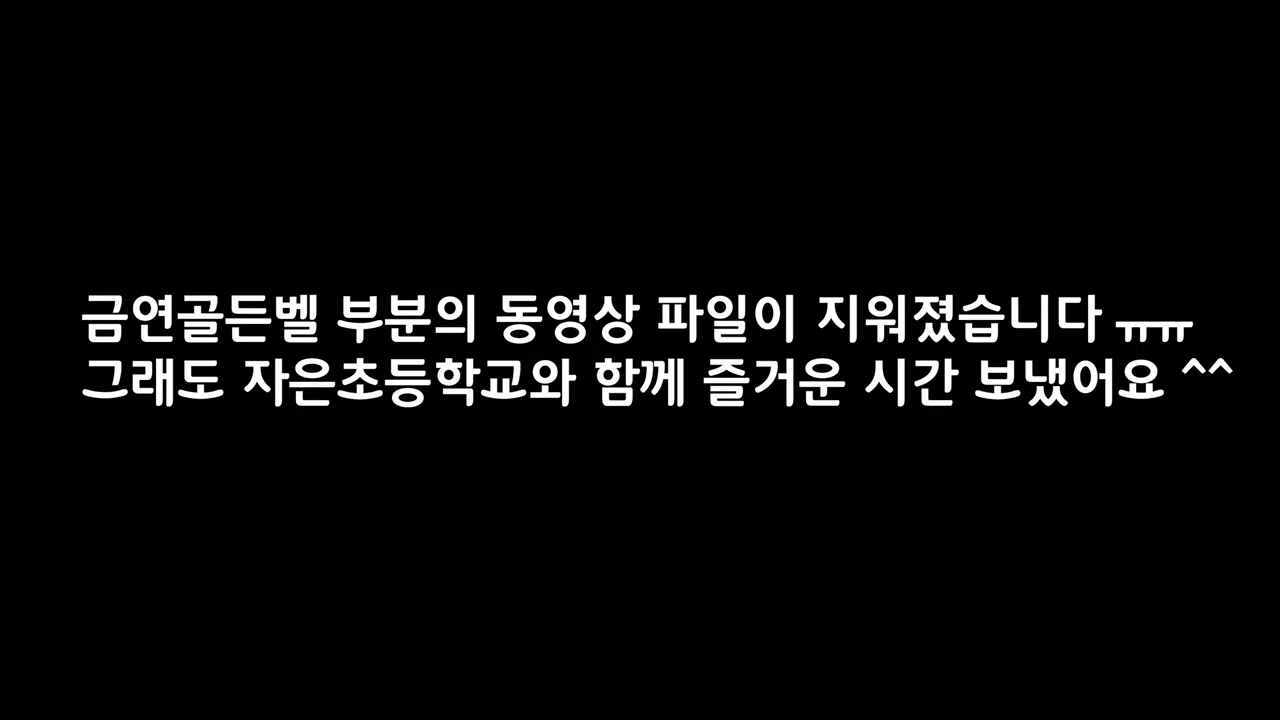 금연골든벨 부분의 동영상 파일이 지워졌습니다 ㅠㅠ
그래도 자은초등학교와 함께 즐거운 시간 보냈어요 ^^